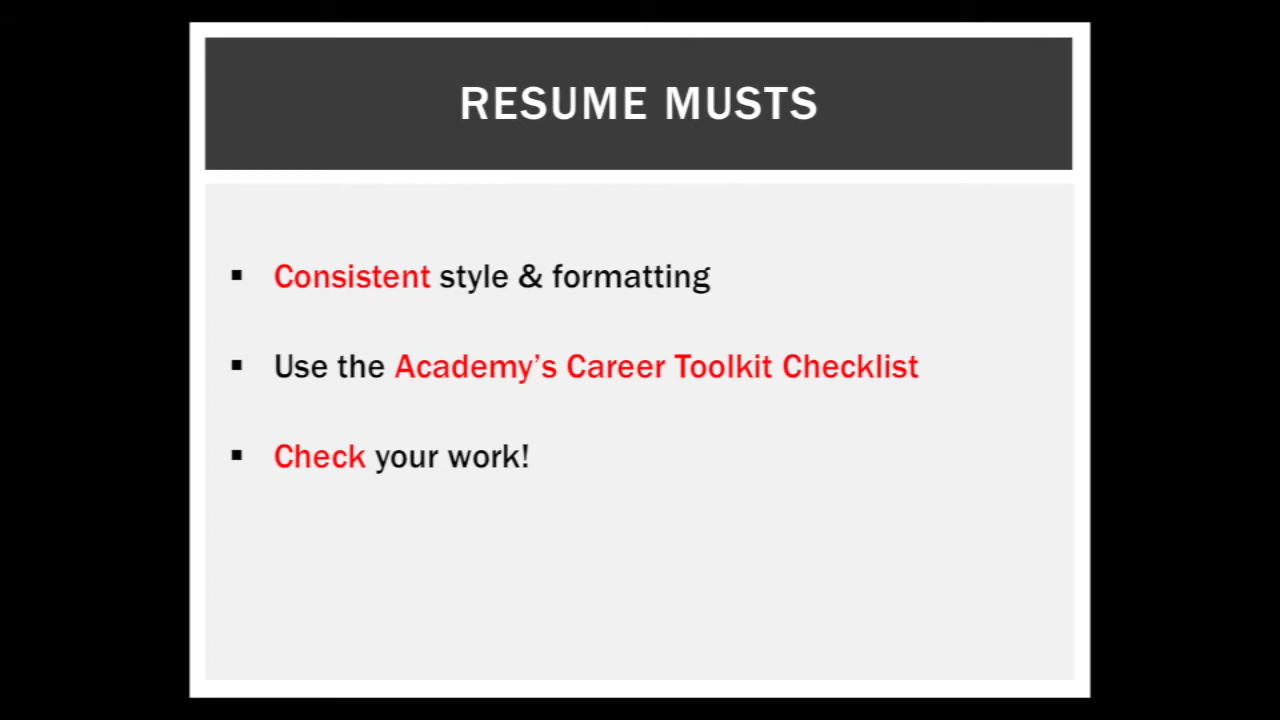 RESUME MUSTS
▪ Consistent style & formatting
▪ Use the Academy’s Career Toolkit Checklist
▪ Check your work!